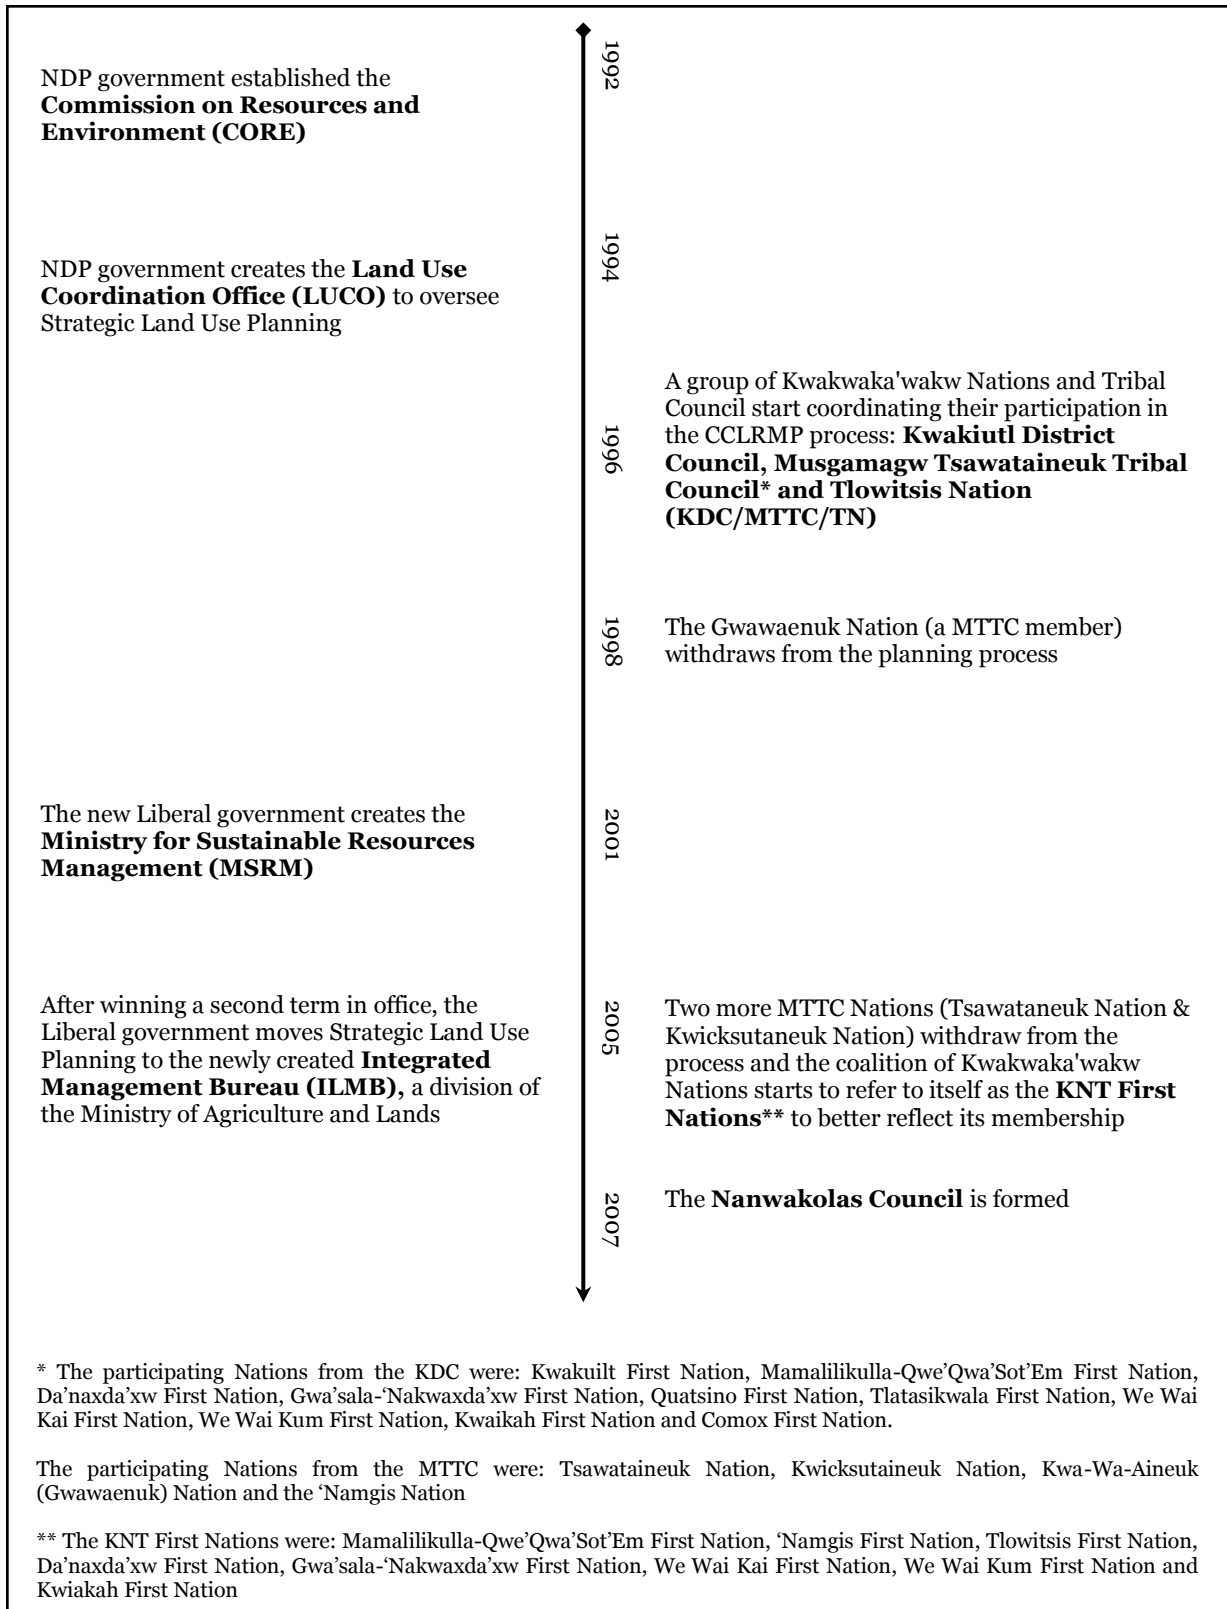 1992
NDP government established the
Commission on Resources and
Environment (CORE)
1994
NDP government creates the Land Use
Coordination Office (LUCO) to oversee
Strategic Land Use Planning
1996
A group of Kwakwaka'wakw Nations and Tribal
Council start coordinating their participation in
the CCLRMP process: Kwakiutl District
Council, Musgamagw Tsawataineuk Tribal
Council* and Tlowitsis Nation
(KDC/MTTC/TN)
1998
The Gwawaenuk Nation (a MTTC member)
withdraws from the planning process
2001
The new Liberal government creates the
Ministry for Sustainable Resources
Management (MSRM)
2005
After winning a second term in office, the
Liberal government moves Strategic Land Use
Planning to the newly created Integrated
Management Bureau (ILMB), a division of
the Ministry of Agriculture and Lands
Two more MTTC Nations (Tsawataneuk Nation &
Kwicksutaneuk Nation) withdraw from the
process and the coalition of Kwakwaka'wakw
Nations starts to refer to itself as the KNT First
Nations** to better reflect its membership
2007
The Nanwakolas Council is formed
* The participating Nations from the KDC were: Kwakuilt First Nation, Mamalilikulla-Qwe’Qwa’Sot’Em First Nation,
Da’naxda’xw First Nation, Gwa’sala-‘Nakwaxda’xw First Nation, Quatsino First Nation, Tlatasikwala First Nation, We Wai
Kai First Nation, We Wai Kum First Nation, Kwaikah First Nation and Comox First Nation.
The participating Nations from the MTTC were: Tsawataineuk Nation, Kwicksutaineuk Nation, Kwa-Wa-Aineuk
(Gwawaenuk) Nation and the ‘Namgis Nation
** The KNT First Nations were: Mamalilikulla-Qwe’Qwa’Sot’Em First Nation, ‘Namgis First Nation, Tlowitsis First Nation,
Da’naxda’xw First Nation, Gwa’sala-‘Nakwaxda’xw First Nation, We Wai Kai First Nation, We Wai Kum First Nation and
Kwiakah First Nation